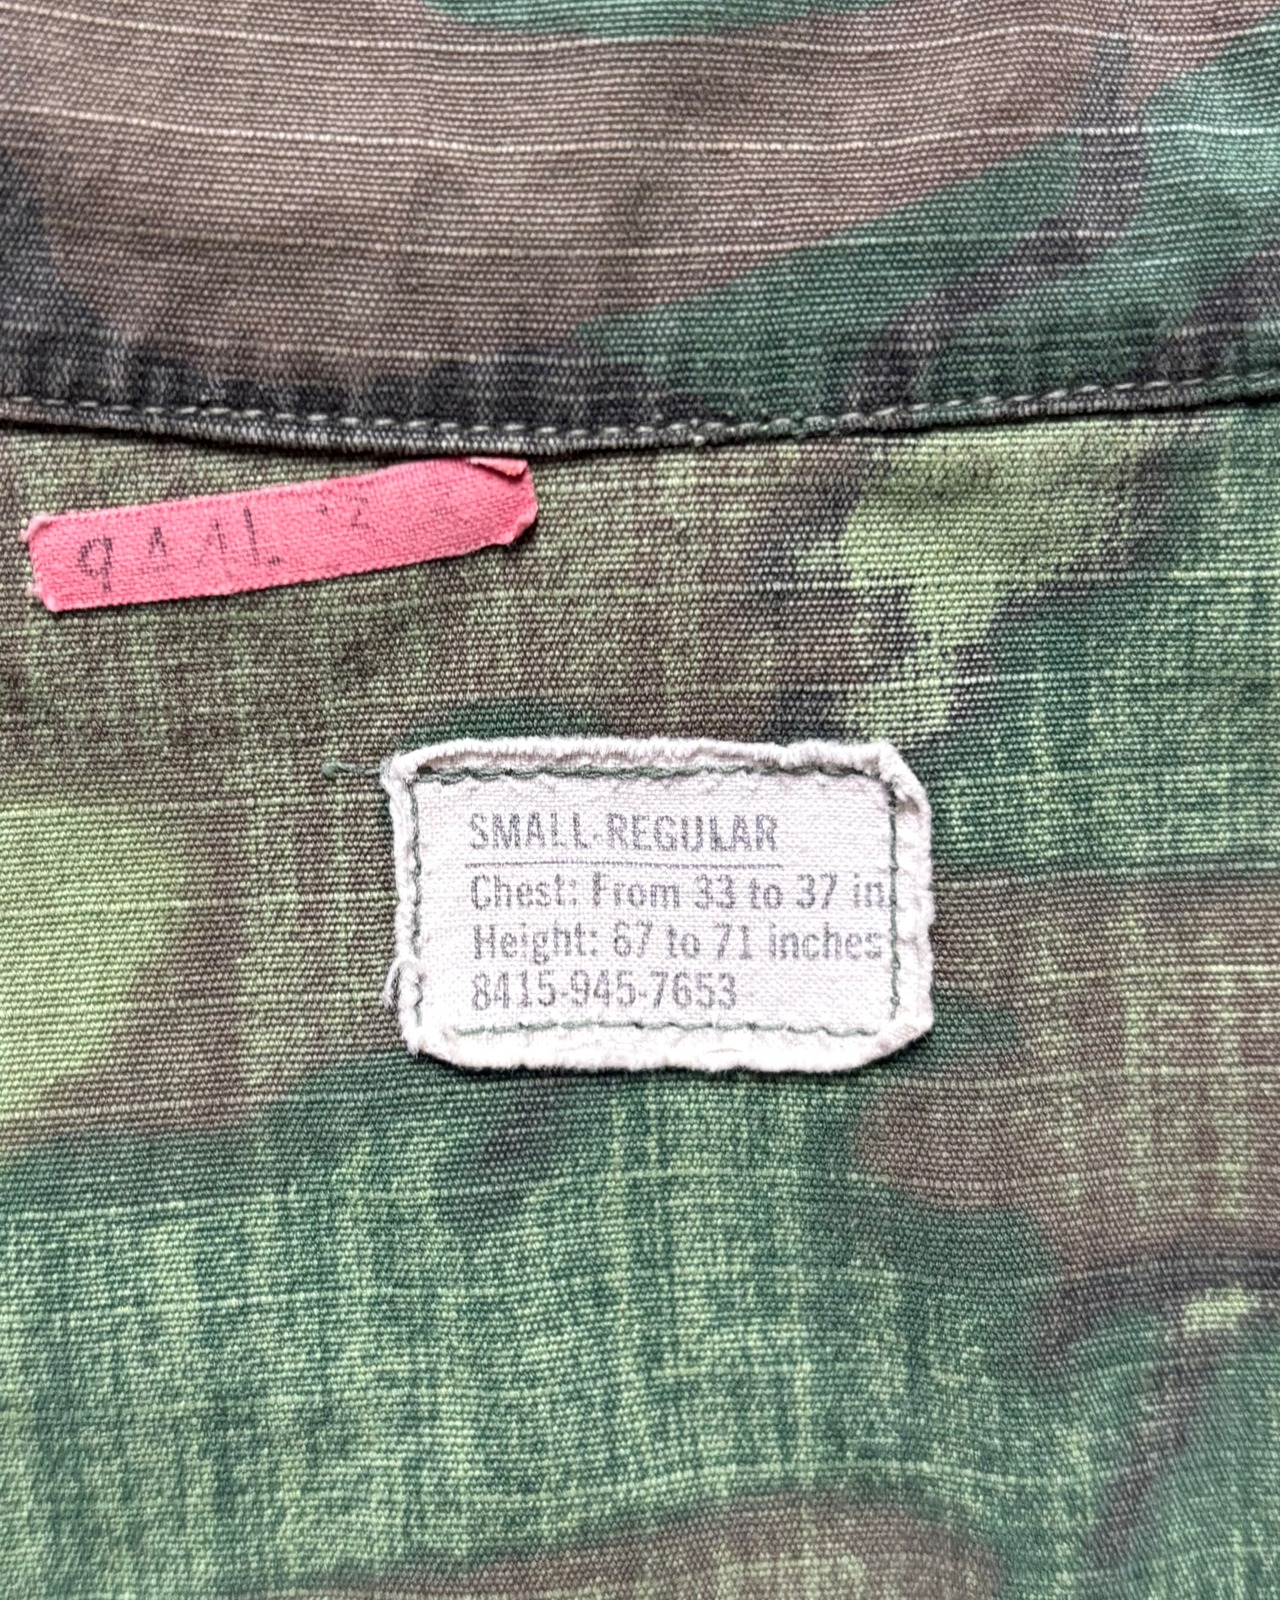 SMALL-REGULAR
Chest: From 33 to 37 in
Height: 67 to 71 inches
8415-945-7653